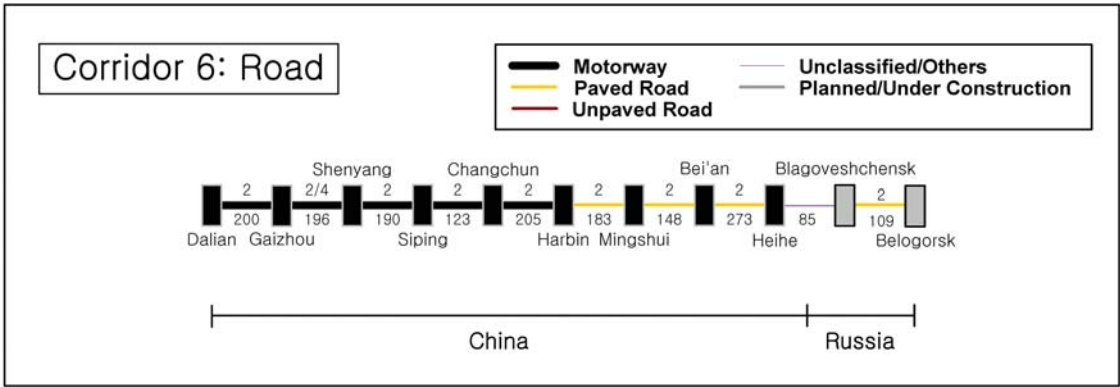 Corridor 6: Road
Motorway
Unclassified/Others
Paved Road
Planned/Under Construction
Unpaved Road
Shenyang Changchun Bei'an Blagoveshchensk
2 2/4 2 2 2 2 2 2 2
200 196 190 123 205 183 148 273 85 109
Dalian Gaizhou Siping Harbin Mingshui Heihe Belogorsk
China Russia